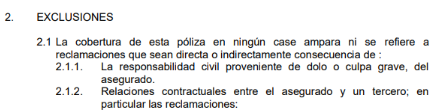 2. EXCLUSIONES
2.1 La cobertura de esta póliza en ningún case ampara ni se refiere a
reclamaciones que sean directa o indirectamente consecuencia de :
2.1.1. La responsabilidad civil proveniente de dolo o culpa grave, del
asegurado.
2.1.2. Relaciones contractuales entre el asegurado y un tercero; en
particular las reclamaciones: